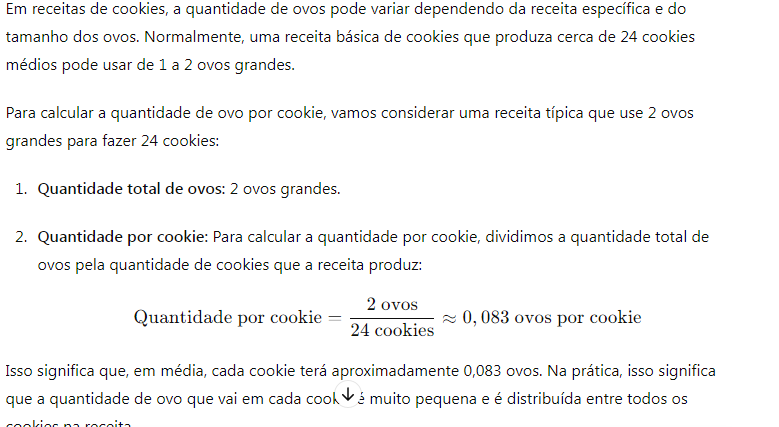 Em receitas de cookies, a quantidade de ovos pode variar dependendo da receita específica e do
tamanho dos ovos. Normalmente, uma receita básica de cookies que produza cerca de 24 cookies
médios pode usar de 1 a 2 ovos grandes.
Para calcular a quantidade de ovo por cookie, vamos considerar uma receita típica que use 2 ovos
grandes para fazer 24 cookies:
1. Quantidade total de ovos: 2 ovos grandes.
2. Quantidade por cookie: Para calcular a quantidade por cookie, dividimos a quantidade total de
ovos pela quantidade de cookies que a receita produz:
Quantidade por cookie = 2 ovos / 24 cookies ≈ 0,083 ovos por cookie
Isso significa que, em média, cada cookie terá aproximadamente 0,083 ovos. Na prática, isso significa
que a quantidade de ovo que vai em cada cook é muito pequena e é distribuída entre todos os
cookies na receita.